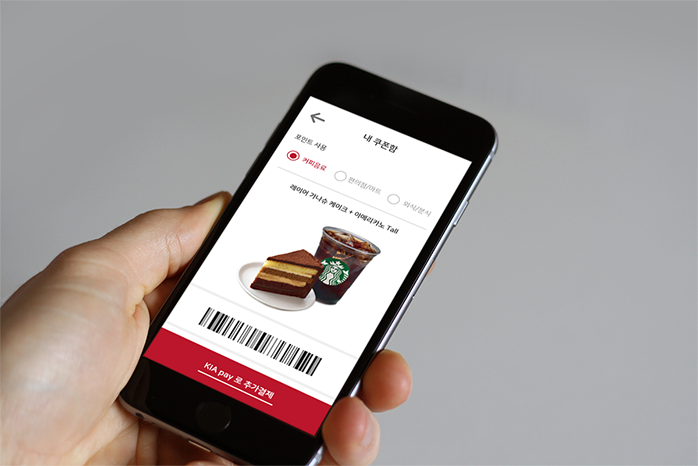 내 쿠폰함
포인트 사용
커피음료
편의점/마트
외식/분식
레이어 가나슈 케이크 + 아메리카노 Tall
KIA pay 로 추가결제